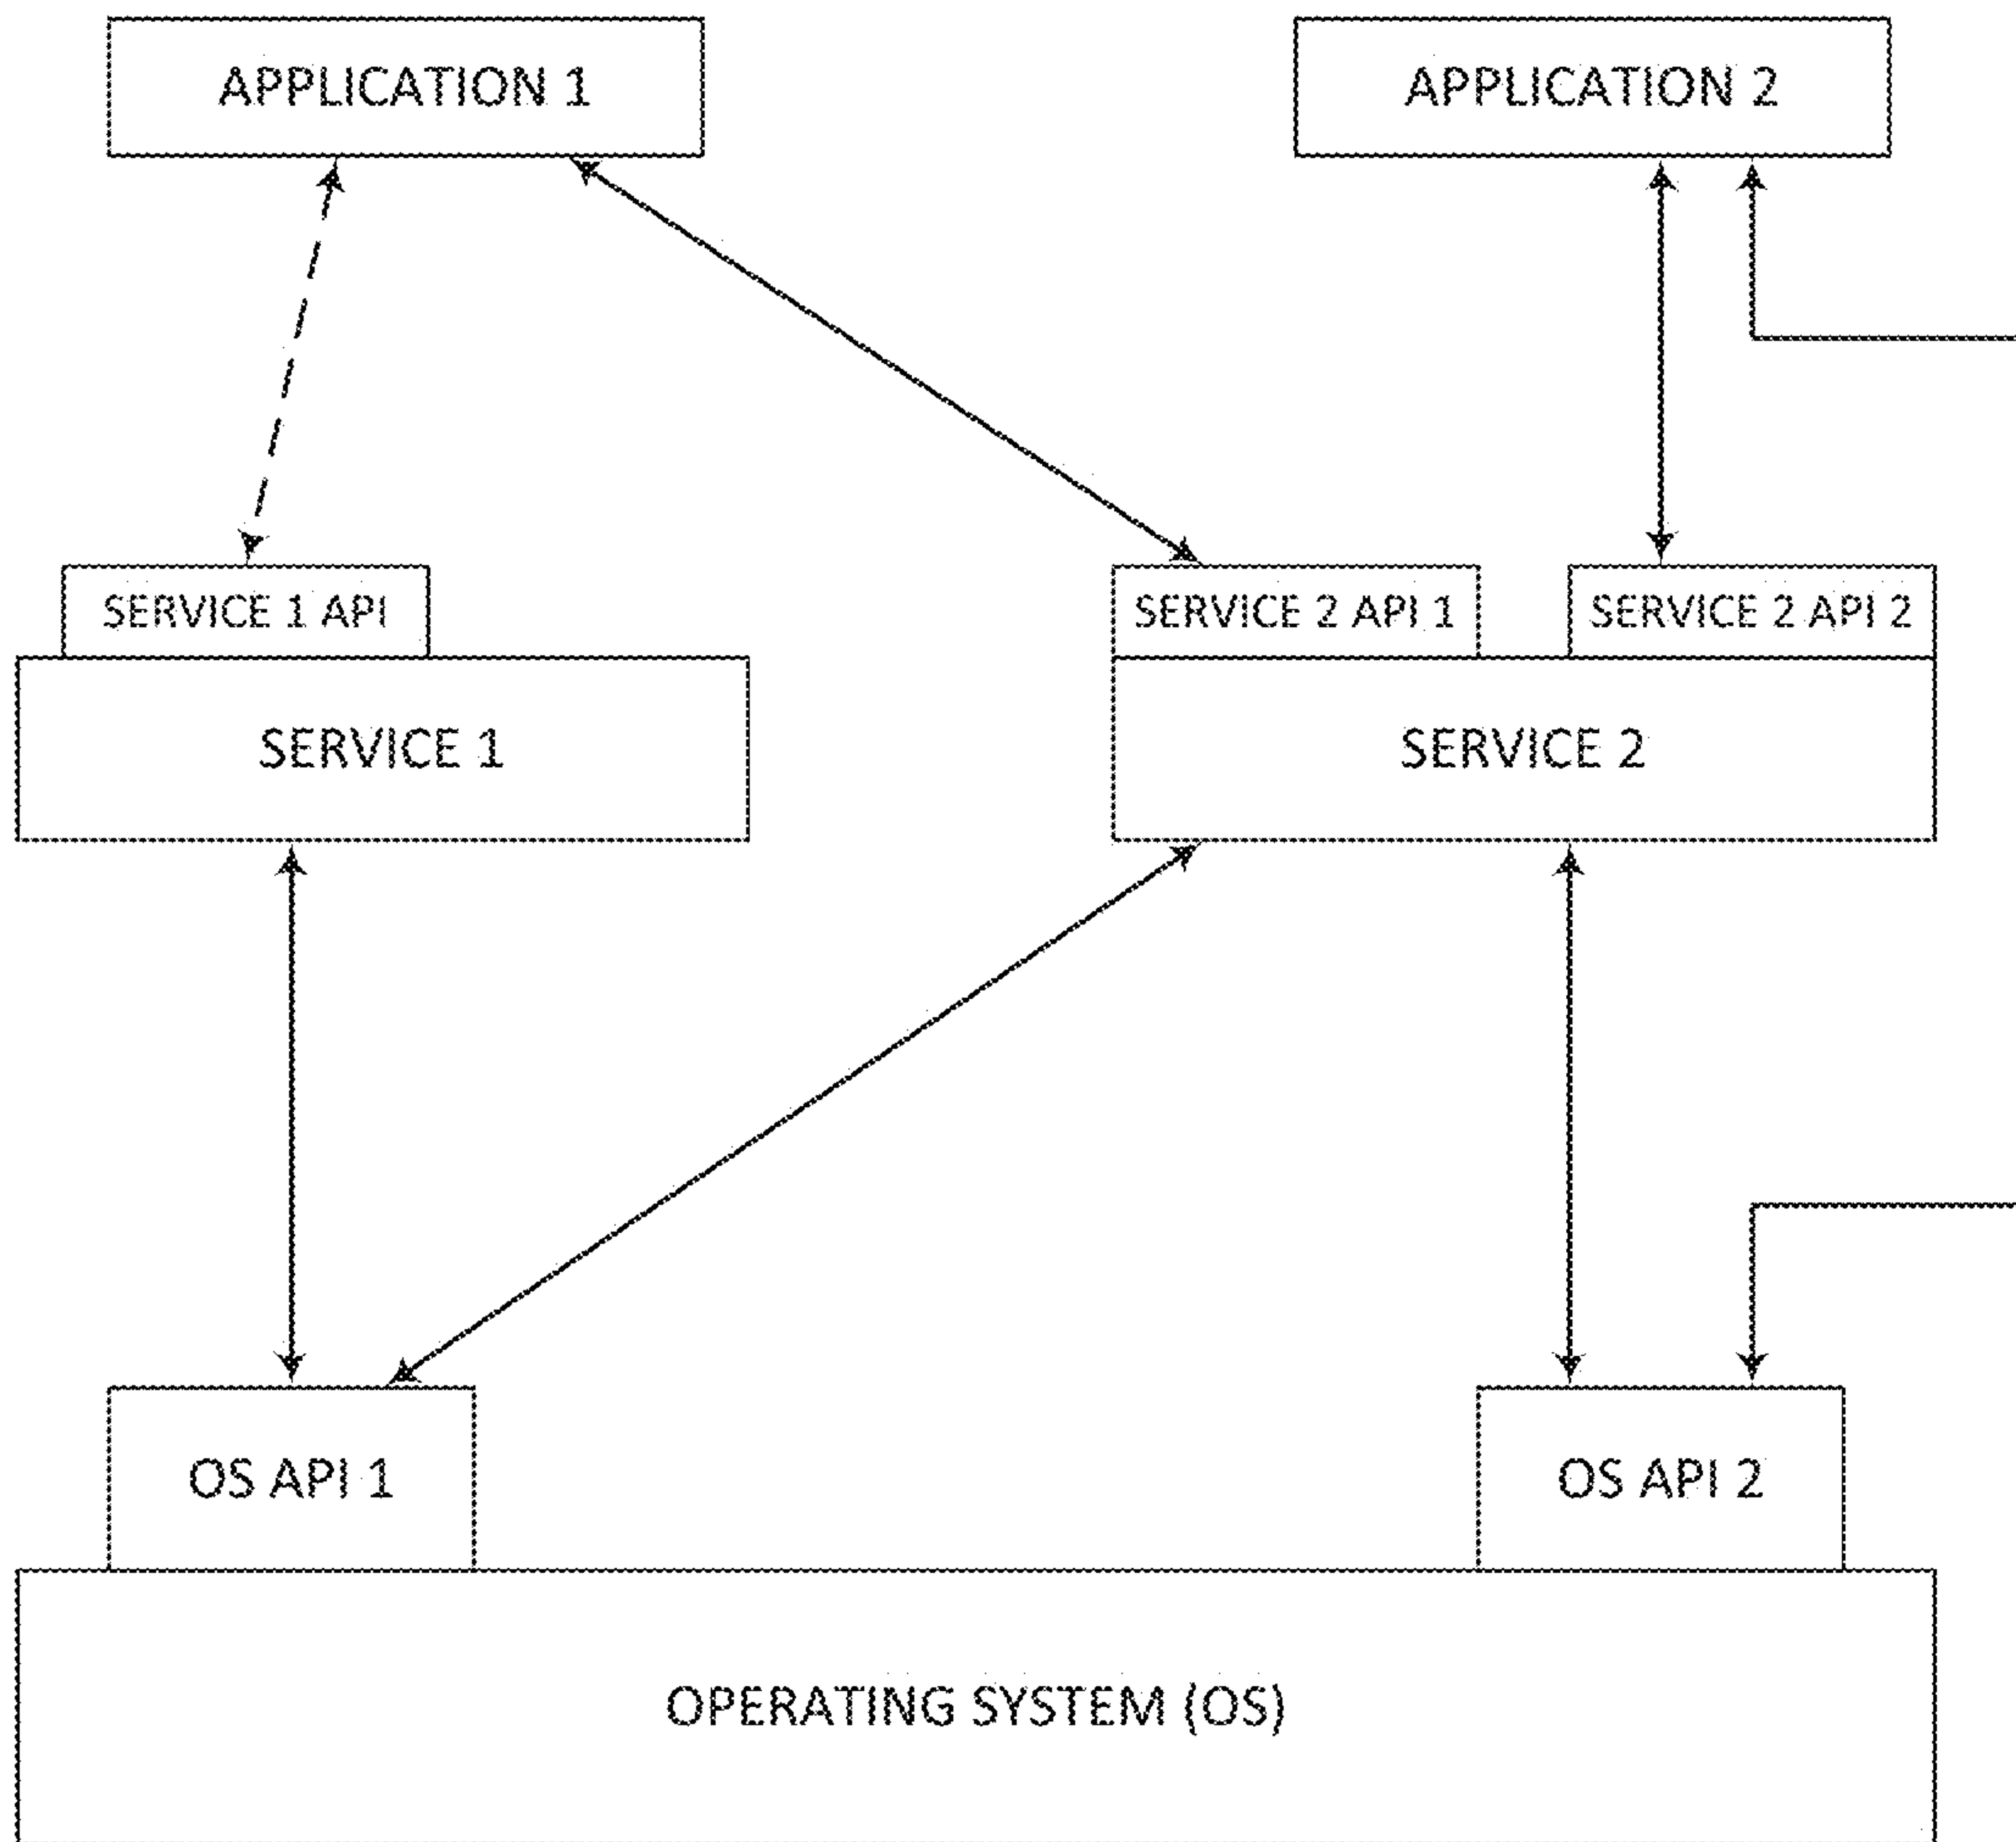 APPLICATION 1
APPLICATION 2
SERVICE 1 API
SERVICE 2 API 1
SERVICE 2 API 2
SERVICE 1
SERVICE 2
OS API 1
OS API 2
OPERATING SYSTEM (OS)